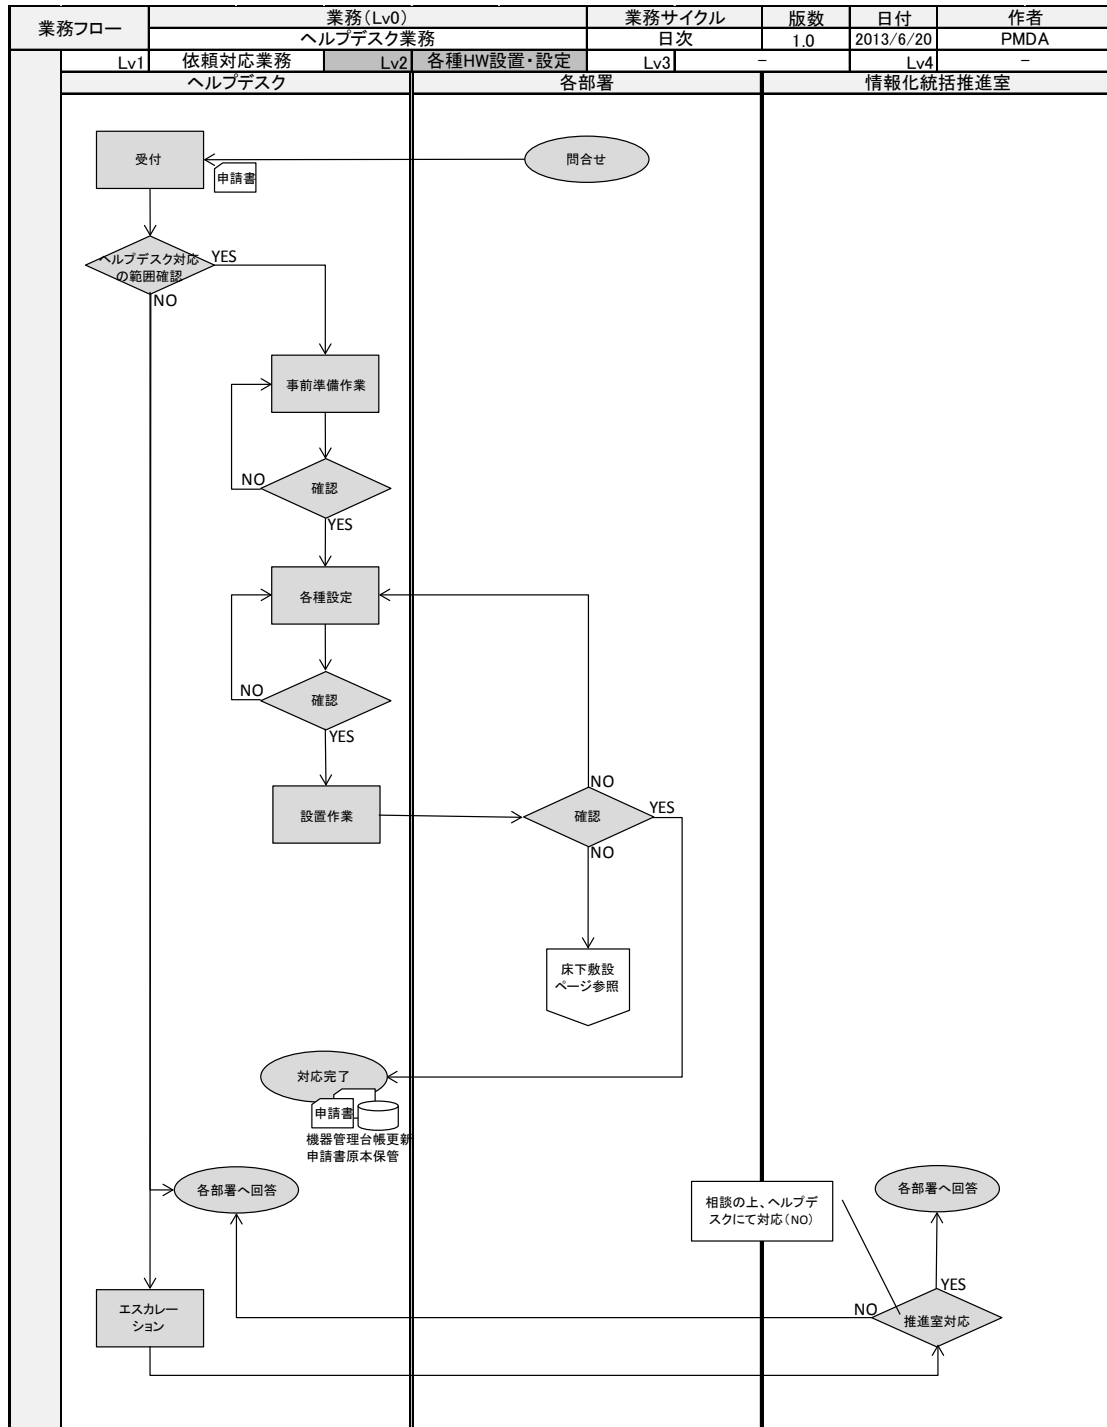 業務フロー
業務（Lv0）
業務サイクル
版数
日付
作者
ヘルプデスク業務
日次
1.0
2013/6/20
PMDA
Lv1
依頼対応業務
Lv2
各種HW設置・設定
Lv3
－
Lv4
－
ヘルプデスク
各部署
情報化統括推進室
受付
問合せ
申請書
ヘルプデスク対応
の範囲確認
YES
NO
事前準備作業
NO
確認
YES
各種設定
NO
確認
YES
設置作業
NO
確認
YES
NO
床下敷設
ページ参照
対応完了
申請書
機器管理台帳更新
申請書原本保管
各部署へ回答
相談の上、ヘルプデ
スクにて対応（NO）
各部署へ回答
YES
エスカレー
ション
NO
推進室対応